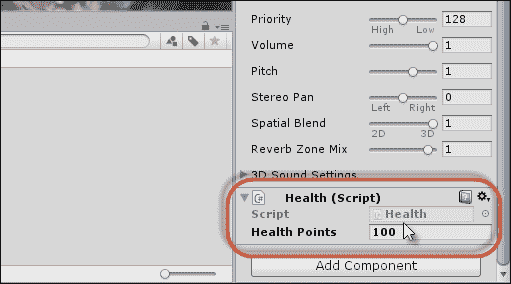 Priority 128
High Low
Volume 1
Pitch 1
Stereo Pan 0
Left Right
Spatial Blend 1
2D 3D
Reverb Zone Mix 1
3D Sound Settings
C# Health (Script)
Script Health
Health Points 100
Add Component